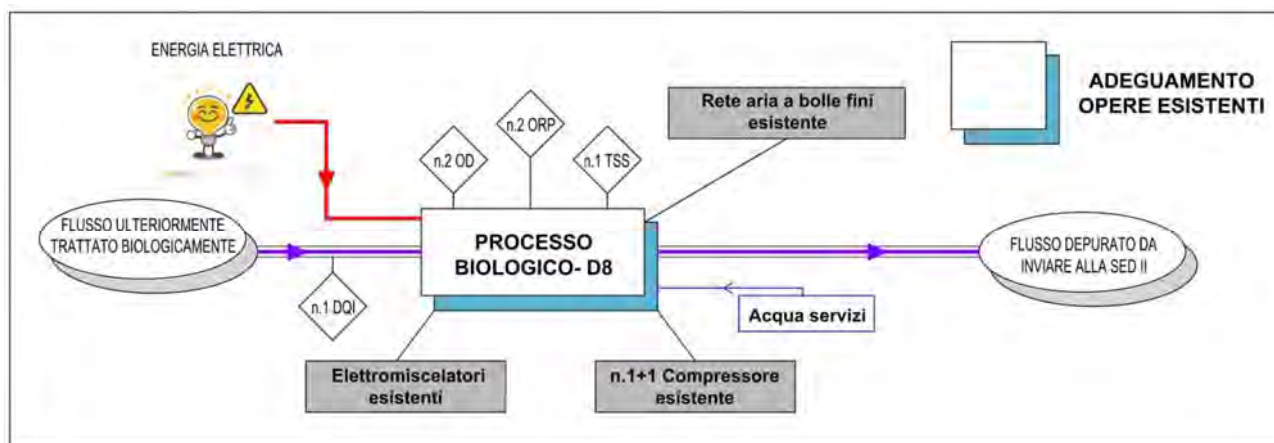 ENERGIA ELETTRICA
ADEGUAMENTO
OPERE ESISTENTI
Rete aria a bolle fini
esistente
n.2 OD
n.2 ORP
n.1 TSS
FLUSSO ULTERIORMENTE
TRATTATO BIOLOGICAMENTE
PROCESSO
BIOLOGICO- D8
FLUSSO DEPURATO DA
INVIARE ALLA SED II
n.1 DQI
Acqua servizi
Elettromiscelatori
esistenti
n.1+1 Compressore
esistente